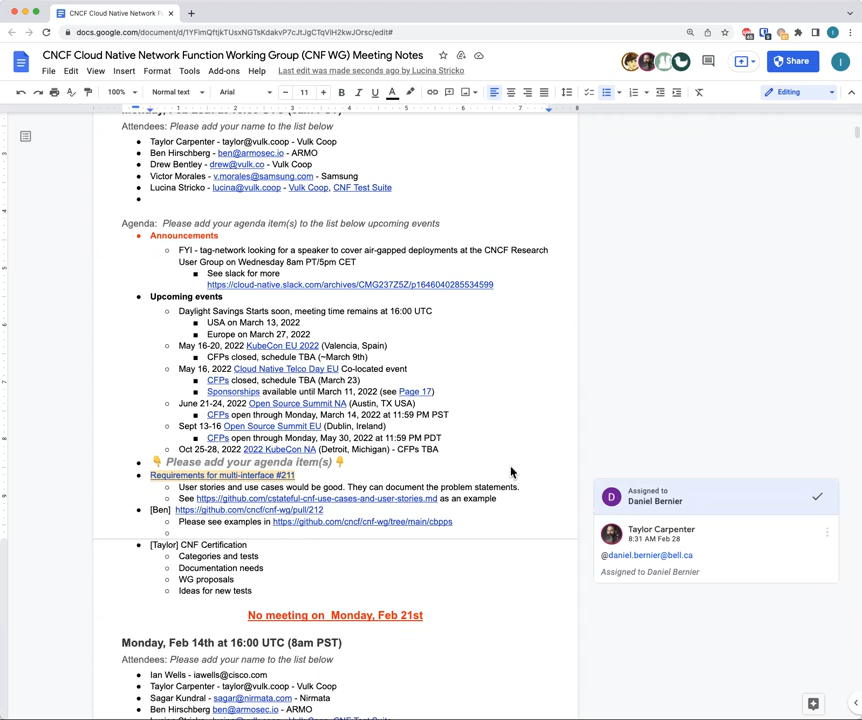 CNCF Cloud Native Network F
docs.google.com/document/d/1YFimQftjkTUsxNGTsKdakvP7cJtJgCTqViH2kwJOrsc/edit#
CNCF Cloud Native Network Function Working Group (CNF WG) Meeting Notes
Share
File Edit View Insert Format Tools Add-ons Help Last edit was made seconds ago by Lucina Stricko
100% Normal text Arial 11 Editing
Attendees: Please add your name to the list below
Taylor Carpenter - taylor@vulk.coop - Vulk Coop
Ben Hirschberg - ben@armosec.io - ARMO
Drew Bentley - drew@vulk.co - Vulk Coop
Victor Morales - v.morales@samsung.com - Samsung
Lucina Stricko - lucina@vulk.coop - Vulk Coop, CNF Test Suite
Agenda: Please add your agenda item(s) to the list below upcoming events
Announcements
FYI - tag-network looking for a speaker to cover air-gapped deployments at the CNCF Research
User Group on Wednesday 8am PT/5pm CET
See slack for more
https://cloud-native.slack.com/archives/CMG237Z5Z/p1646040285534599
Upcoming events
Daylight Savings Starts soon, meeting time remains at 16:00 UTC
USA on March 13, 2022
Europe on March 27, 2022
May 16-20, 2022 KubeCon EU 2022 (Valencia, Spain)
CFPs closed, schedule TBA (~March 9th)
May 16, 2022 Cloud Native Telco Day EU Co-located event
CFPs closed, schedule TBA (March 23)
Sponsorships available until March 11, 2022 (see Page 17)
June 21-24, 2022 Open Source Summit NA (Austin, TX USA)
CFPs open through Monday, March 14, 2022 at 11:59 PM PST
Sept 13-16 Open Source Summit EU (Dublin, Ireland)
CFPs open through Monday, May 30, 2022 at 11:59 PM PDT
Oct 25-28, 2022 2022 KubeCon NA (Detroit, Michigan) - CFPs TBA
👇 Please add your agenda item(s) 👇
Requirements for multi-interface #211
User stories and use cases would be good. They can document the problem statements.
See https://github.com/cstateful-cnf-use-cases-and-user-stories.md as an example
[Ben] https://github.com/cncf/cnf-wg/pull/212
Please see examples in https://github.com/cncf/cnf-wg/tree/main/cbpps
[Taylor] CNF Certification
Categories and tests
Documentation needs
WG proposals
Ideas for new tests
No meeting on Monday, Feb 21st
Monday, Feb 14th at 16:00 UTC (8am PST)
Attendees: Please add your name to the list below
Ian Wells - iawells@cisco.com
Taylor Carpenter - taylor@vulk.coop - Vulk Coop
Sagar Kundral - sagar@nirmata.com - Nirmata
Ben Hirschberg ben@armosec.io - ARMO
D
Assigned to
Daniel Bernier
Taylor Carpenter
8:31 AM Feb 28
@daniel.bernier@bell.ca
Assigned to Daniel Bernier